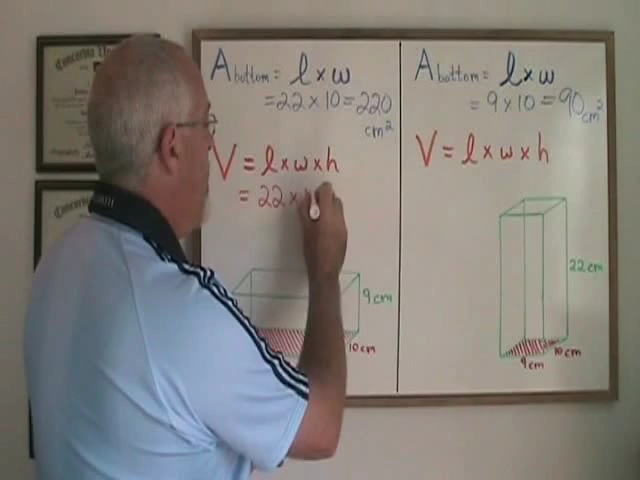 A bottom = l × w
= 22 × 10 = 220 cm²
V = l × w × h
= 22 ×
9 cm
10 cm
A bottom = l × w
= 9 × 10 = 90 cm²
V = l × w × h
22 cm
10 cm
9 cm
Concordia